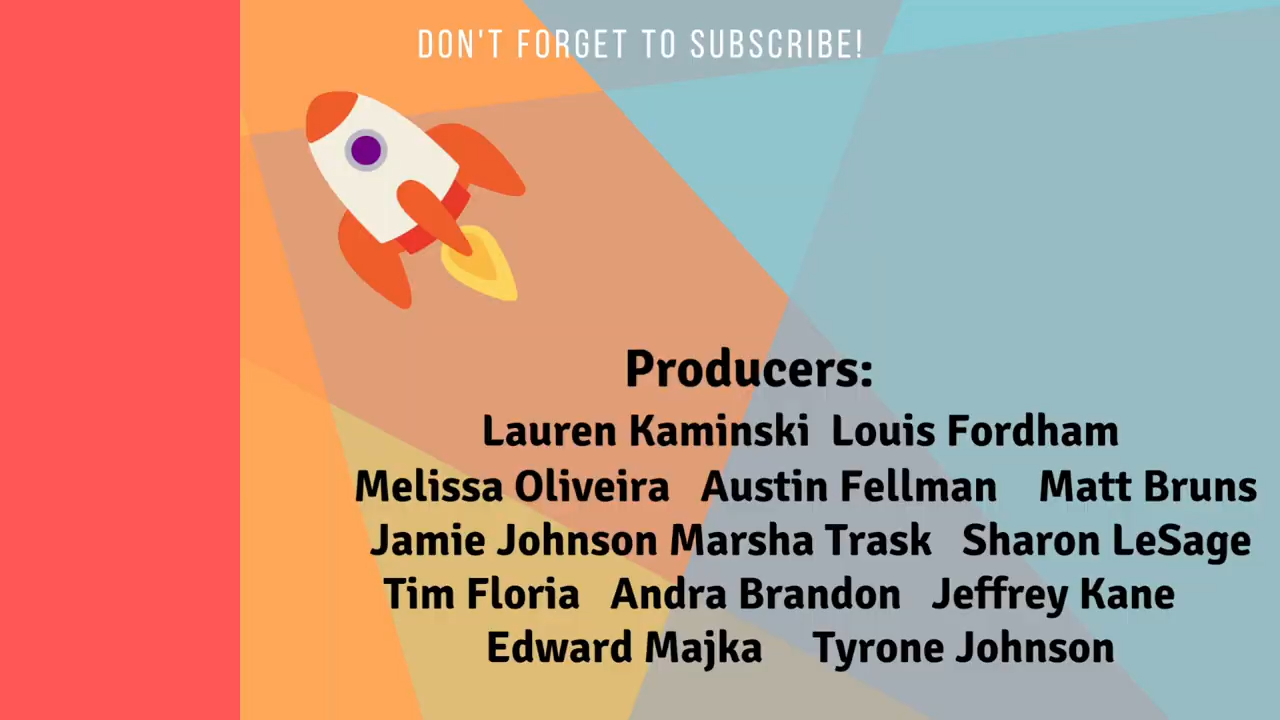 DON'T FORGET TO SUBSCRIBE!
Producers:
Lauren Kaminski Louis Fordham
Melissa Oliveira Austin Fellman Matt Bruns
Jamie Johnson Marsha Trask Sharon LeSage
Tim Floria Andra Brandon Jeffrey Kane
Edward Majka Tyrone Johnson